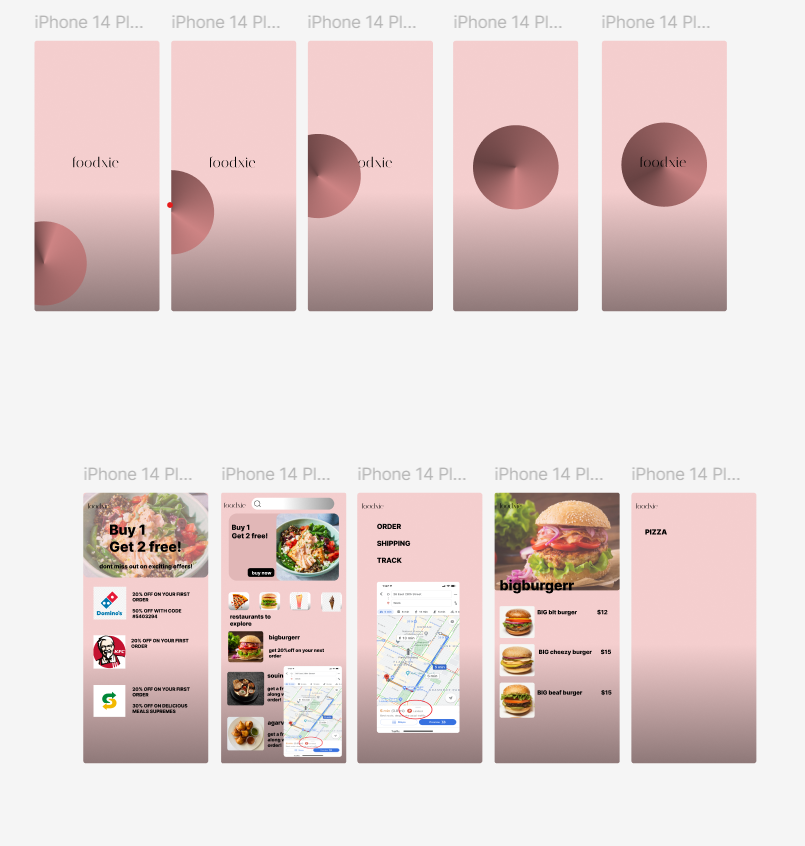 iPhone 14 Pl...
iPhone 14 Pl...
iPhone 14 Pl...
iPhone 14 Pl...
iPhone 14 Pl...
foodxie
foodxie
odxie
foodxie
iPhone 14 Pl...
iPhone 14 Pl...
iPhone 14 Pl...
iPhone 14 Pl...
iPhone 14 Pl...
foodxie
Buy 1
Get 2 free!
dont miss out on exciting offers!
Domino's
20% OFF ON YOUR FIRST
ORDER
50% OFF WITH CODE
#5403294
KFC
20% OFF ON YOUR FIRST
ORDER
20% OFF ON YOUR FIRST
ORDER
30% OFF ON DELICIOUS
MEALS SUPREMES
foodxie
Buy 1
Get 2 free!
buy now
restaurants to
explore
bigburgerr
get 20% off on your next
order
souin
get a fr
along w
order!
agarv
get a fr
along w
order!
foodxie
ORDER
SHIPPING
TRACK
foodxie
bigburgerr
BIG bit burger $12
BIG cheezy burger $15
BIG beaf burger $15
foodxie
PIZZA